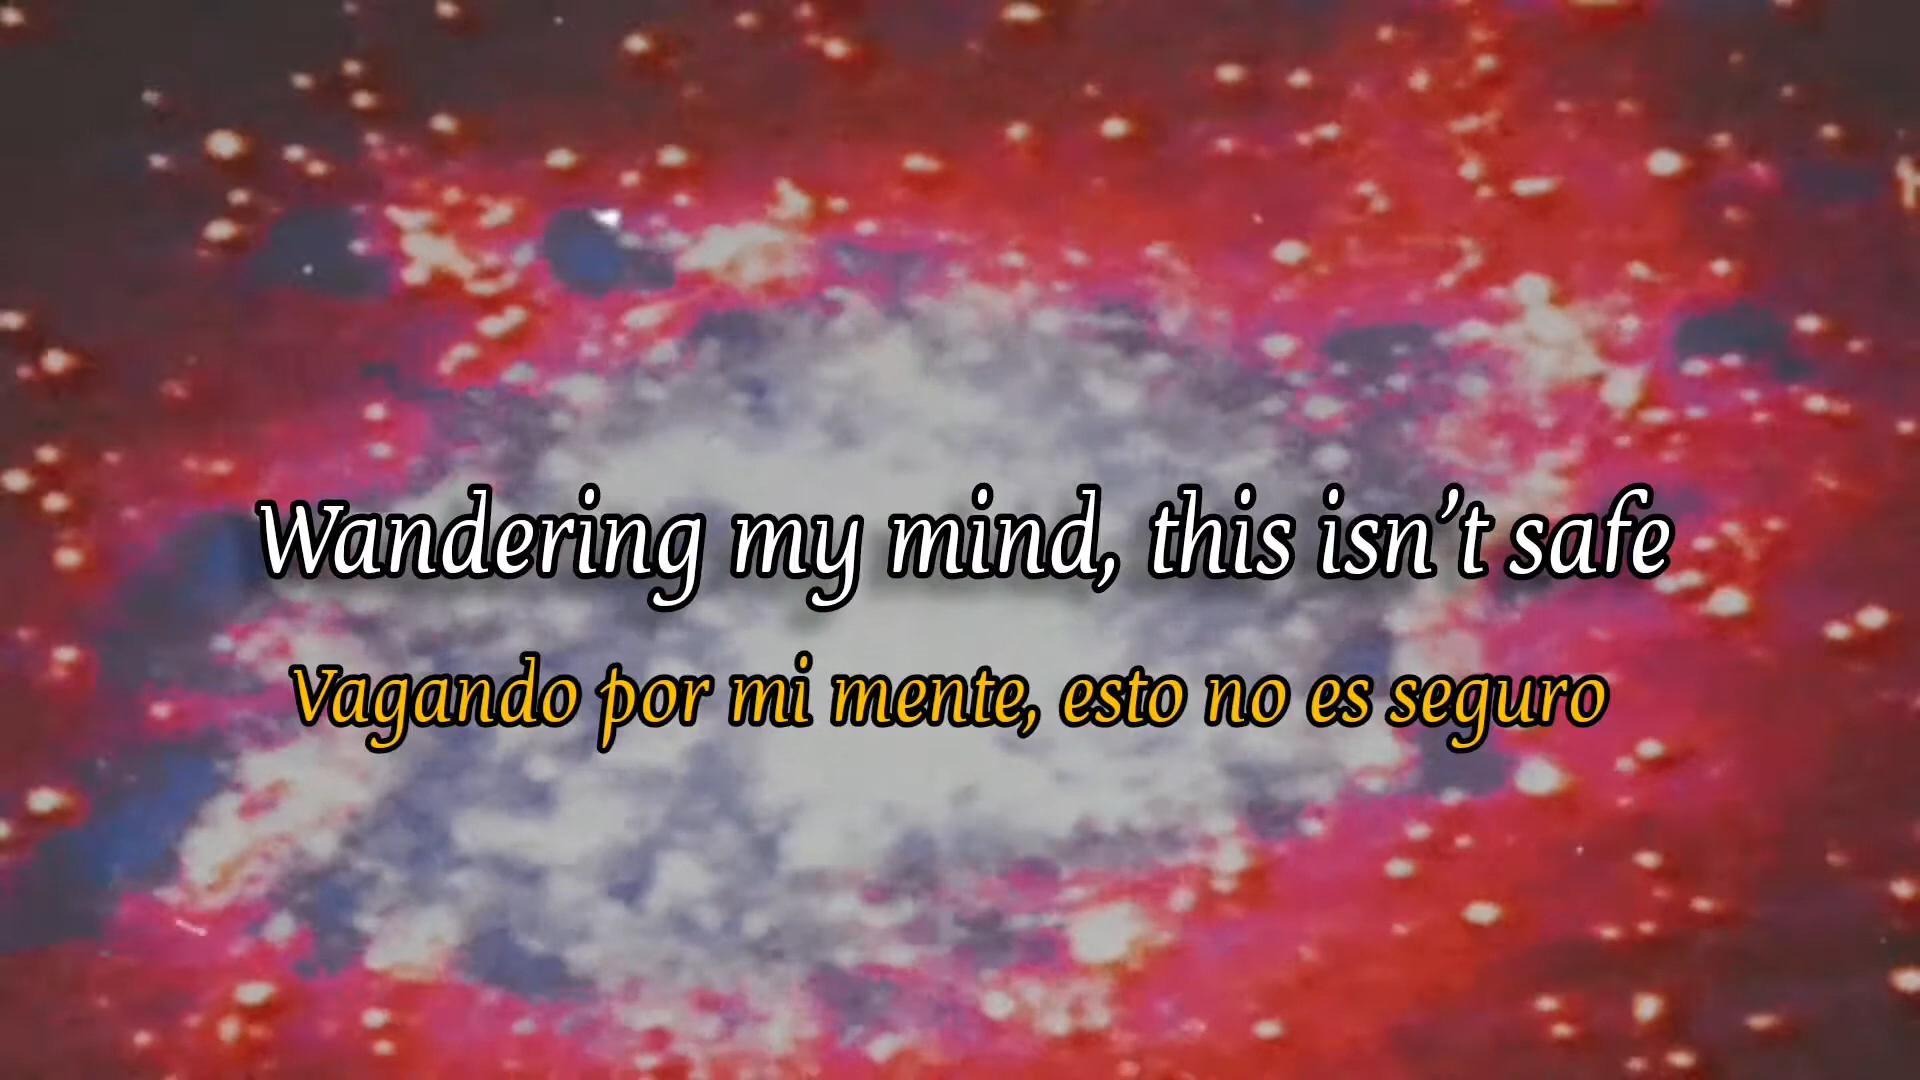 Wandering my mind, this isn’t safe
Vagando por mi mente, esto no es seguro